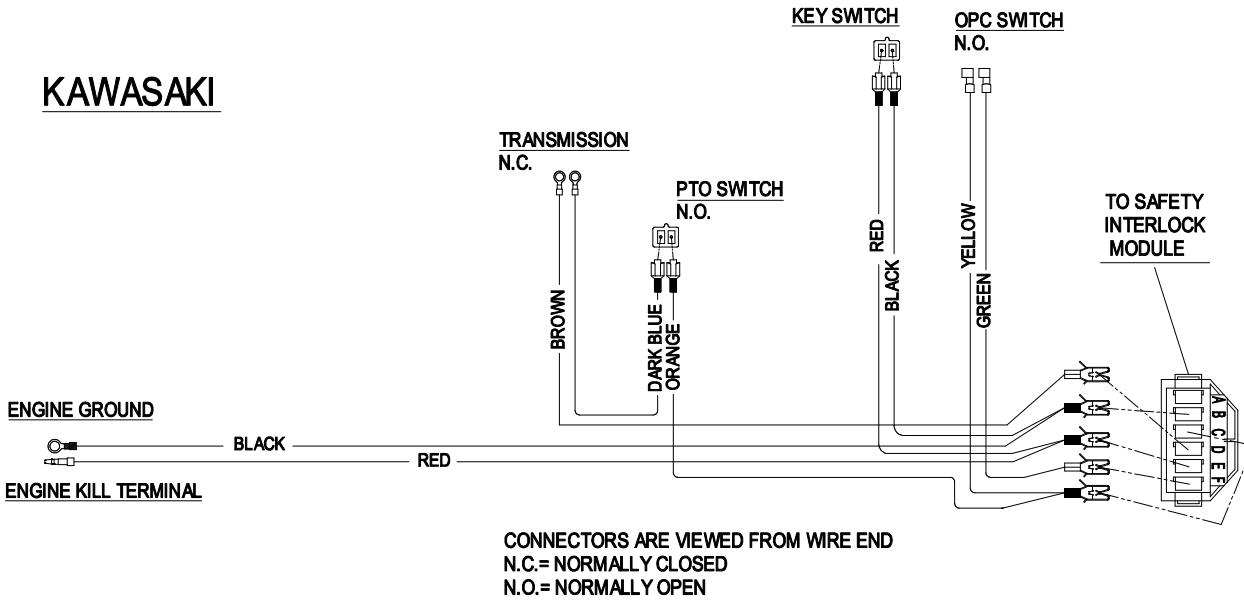 KEY SWITCH
OPC SWITCH
N.O.
KAWASAKI
TRANSMISSION
N.C.
PTO SWITCH
N.O.
TO SAFETY
INTERLOCK
MODULE
RED
BLACK
YELLOW
GREEN
BROWN
DARK BLUE
ORANGE
A
B
C
D
E
F
ENGINE GROUND
BLACK
RED
ENGINE KILL TERMINAL
CONNECTORS ARE VIEWED FROM WIRE END
N.C.= NORMALLY CLOSED
N.O.= NORMALLY OPEN